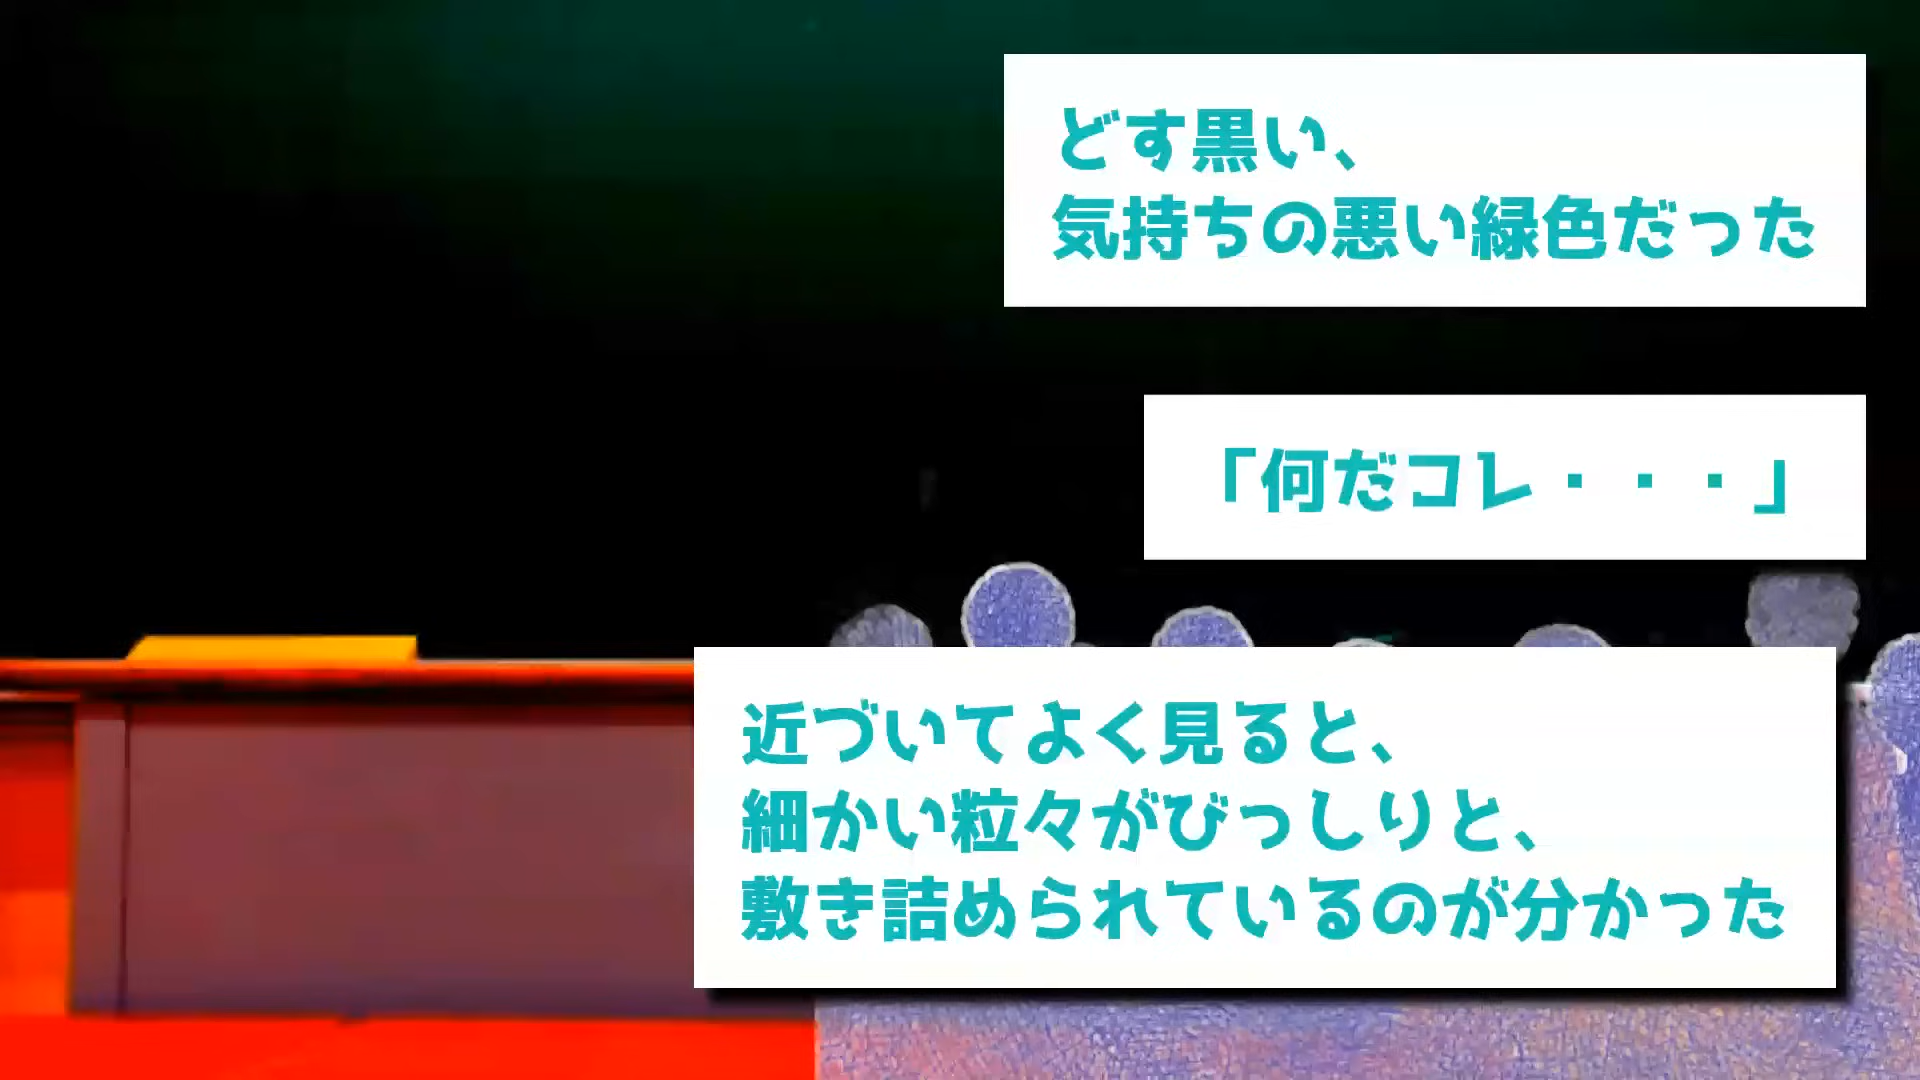 どす黒い、
気持ちの悪い緑色だった
「何だコレ・・・」
近づいてよく見ると、
細かい粒々がびっしりと、
敷き詰められているのが分かった